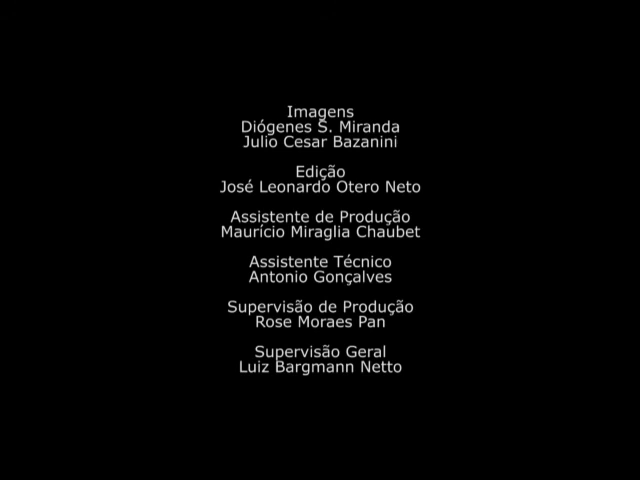 Imagens
Diógenes S. Miranda
Julio Cesar Bazanini
Edição
José Leonardo Otero Neto
Assistente de Produção
Maurício Miraglia Chaubet
Assistente Técnico
Antonio Gonçalves
Supervisão de Produção
Rose Moraes Pan
Supervisão Geral
Luiz Bargmann Netto